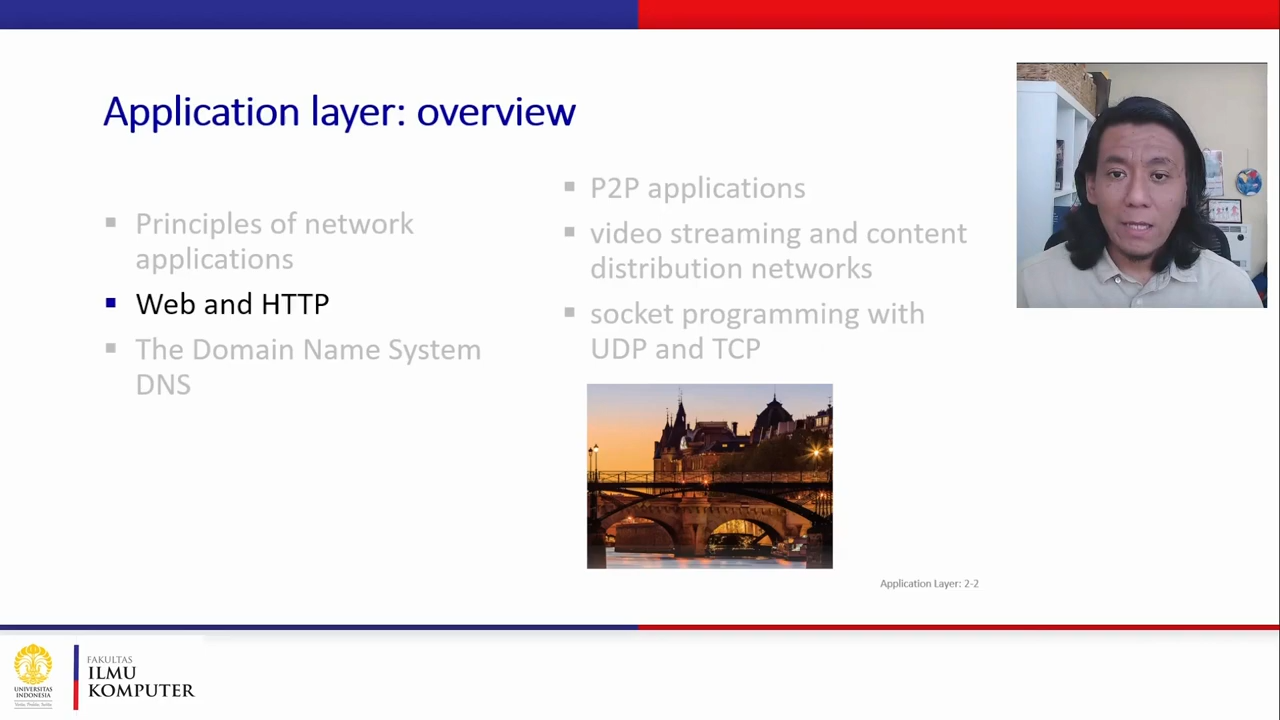 Application layer: overview
Principles of network
applications
Web and HTTP
The Domain Name System
DNS
P2P applications
video streaming and content
distribution networks
socket programming with
UDP and TCP
Application Layer: 2-2
UNIVERSITAS
INDONESIA
FAKULTAS
ILMU
KOMPUTER